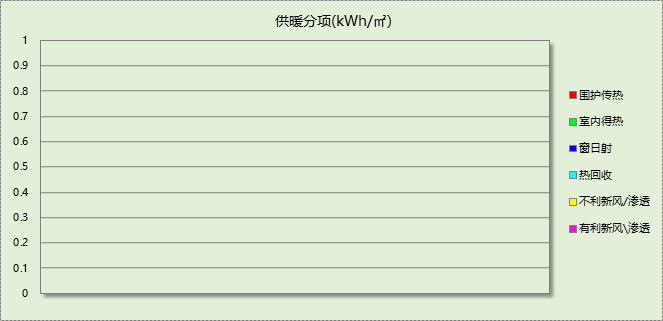 供暖分项(kWh/㎡)
1
0.9
0.8
0.7
0.6
0.5
0.4
0.3
0.2
0.1
0
围护传热
室内得热
窗日射
热回收
不利新风/渗透
有利新风\渗透